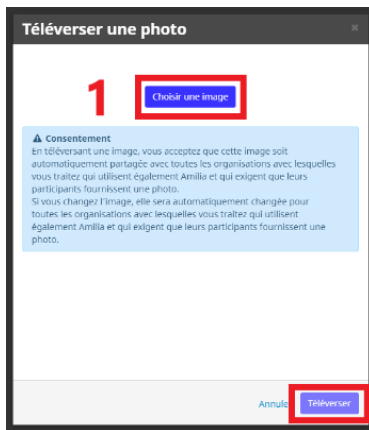 Téléverser une photo ×
1 Choisir une image
⚠ Consentement
En téléversant une image, vous acceptez que cette image soit
automatiquement partagée avec toutes les organisations avec lesquelles
vous traitez qui utilisent également Amilia et qui exigent que leurs
participants fournissent une photo.
Si vous changez l'image, elle sera automatiquement changée pour
toutes les organisations avec lesquelles vous traitez qui utilisent
également Amilia et qui exigent que leurs participants fournissent une
photo.
Annule Téléverser